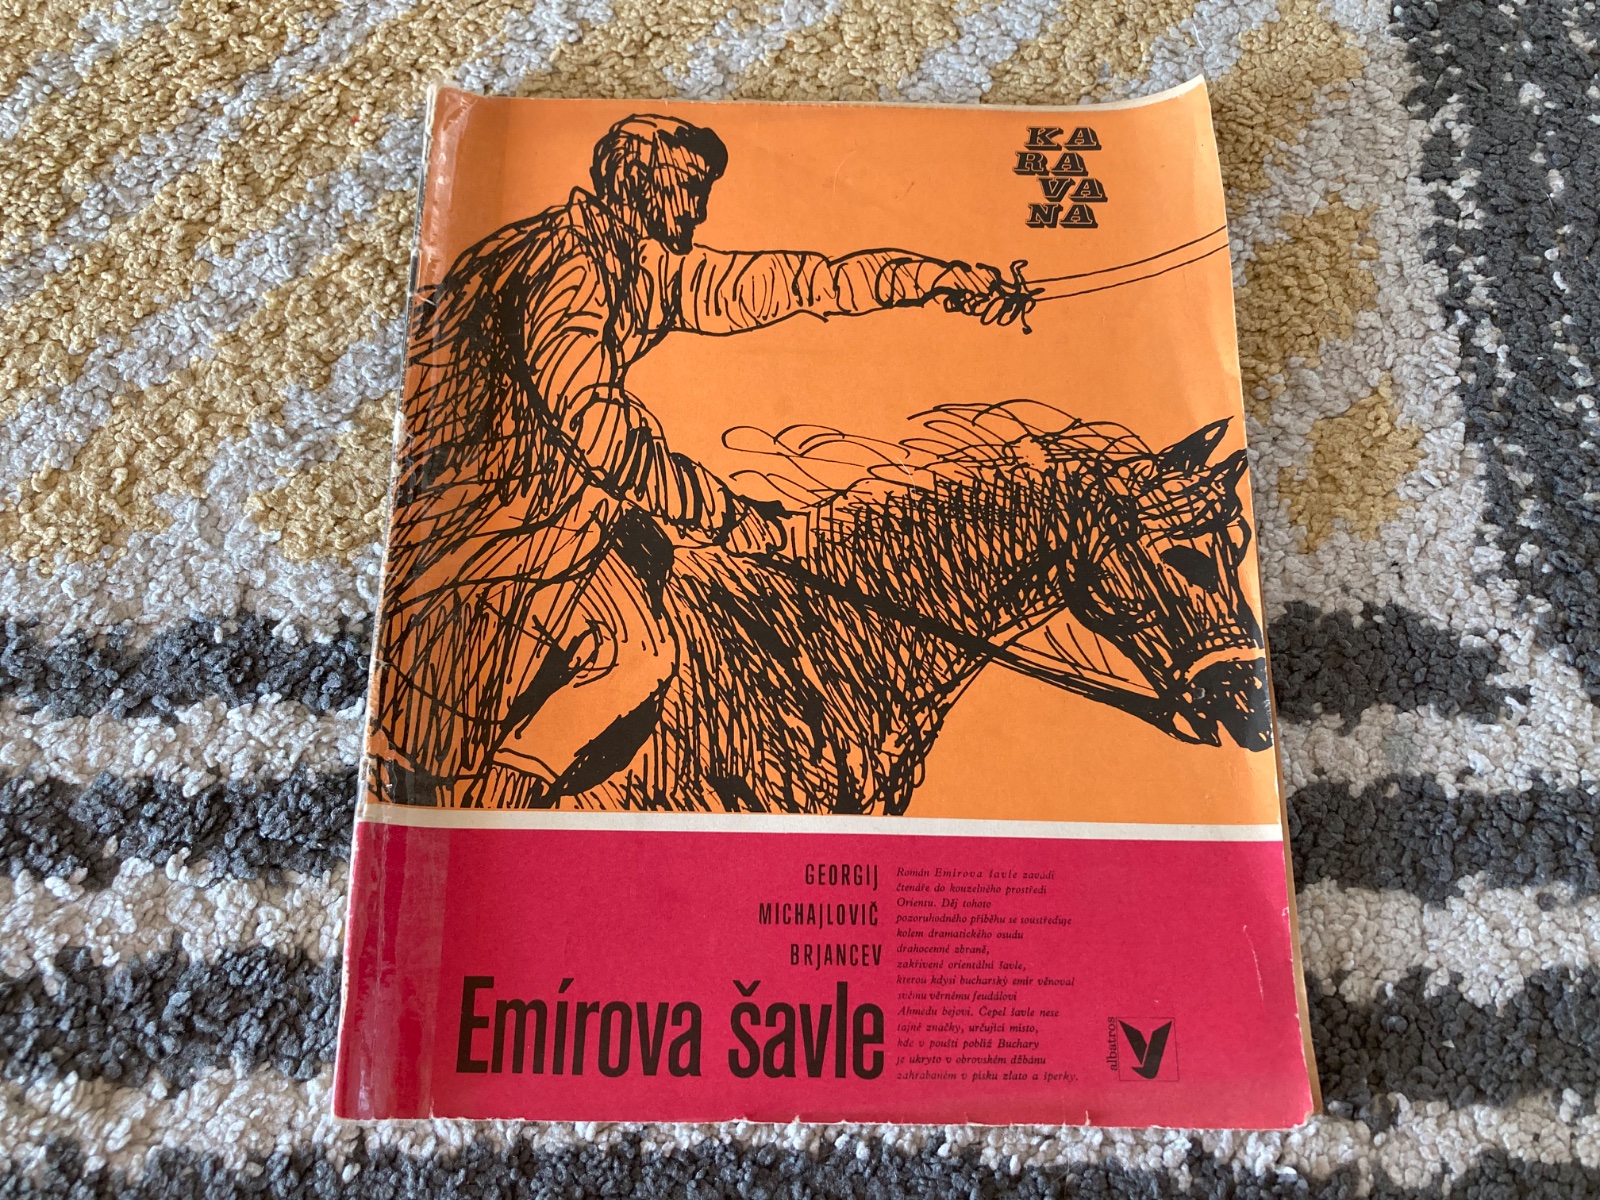 KA
RA
VA
NA
GEORGIJ
MICHAJLOVIČ
BRJANCEV
Emírova šavle
Román Emírova šavle zavádí
čtenáře do kouzelného prostředí
Orientu. Děj tohoto
pozoruhodného příběhu se soustřeďuje
kolem dramatického osudu
drahocenné zbraně,
zakřivené orientální šavle,
kterou kdysi bucharský emír věnoval
svému věrnému feudálovi
Ahmedu bejovi. Čepel šavle nese
tajné značky, určující místo,
kde v poušti poblíž Buchary
je ukryto v obrovském džbánu
zahrabaném v písku zlato a šperky.
albatros